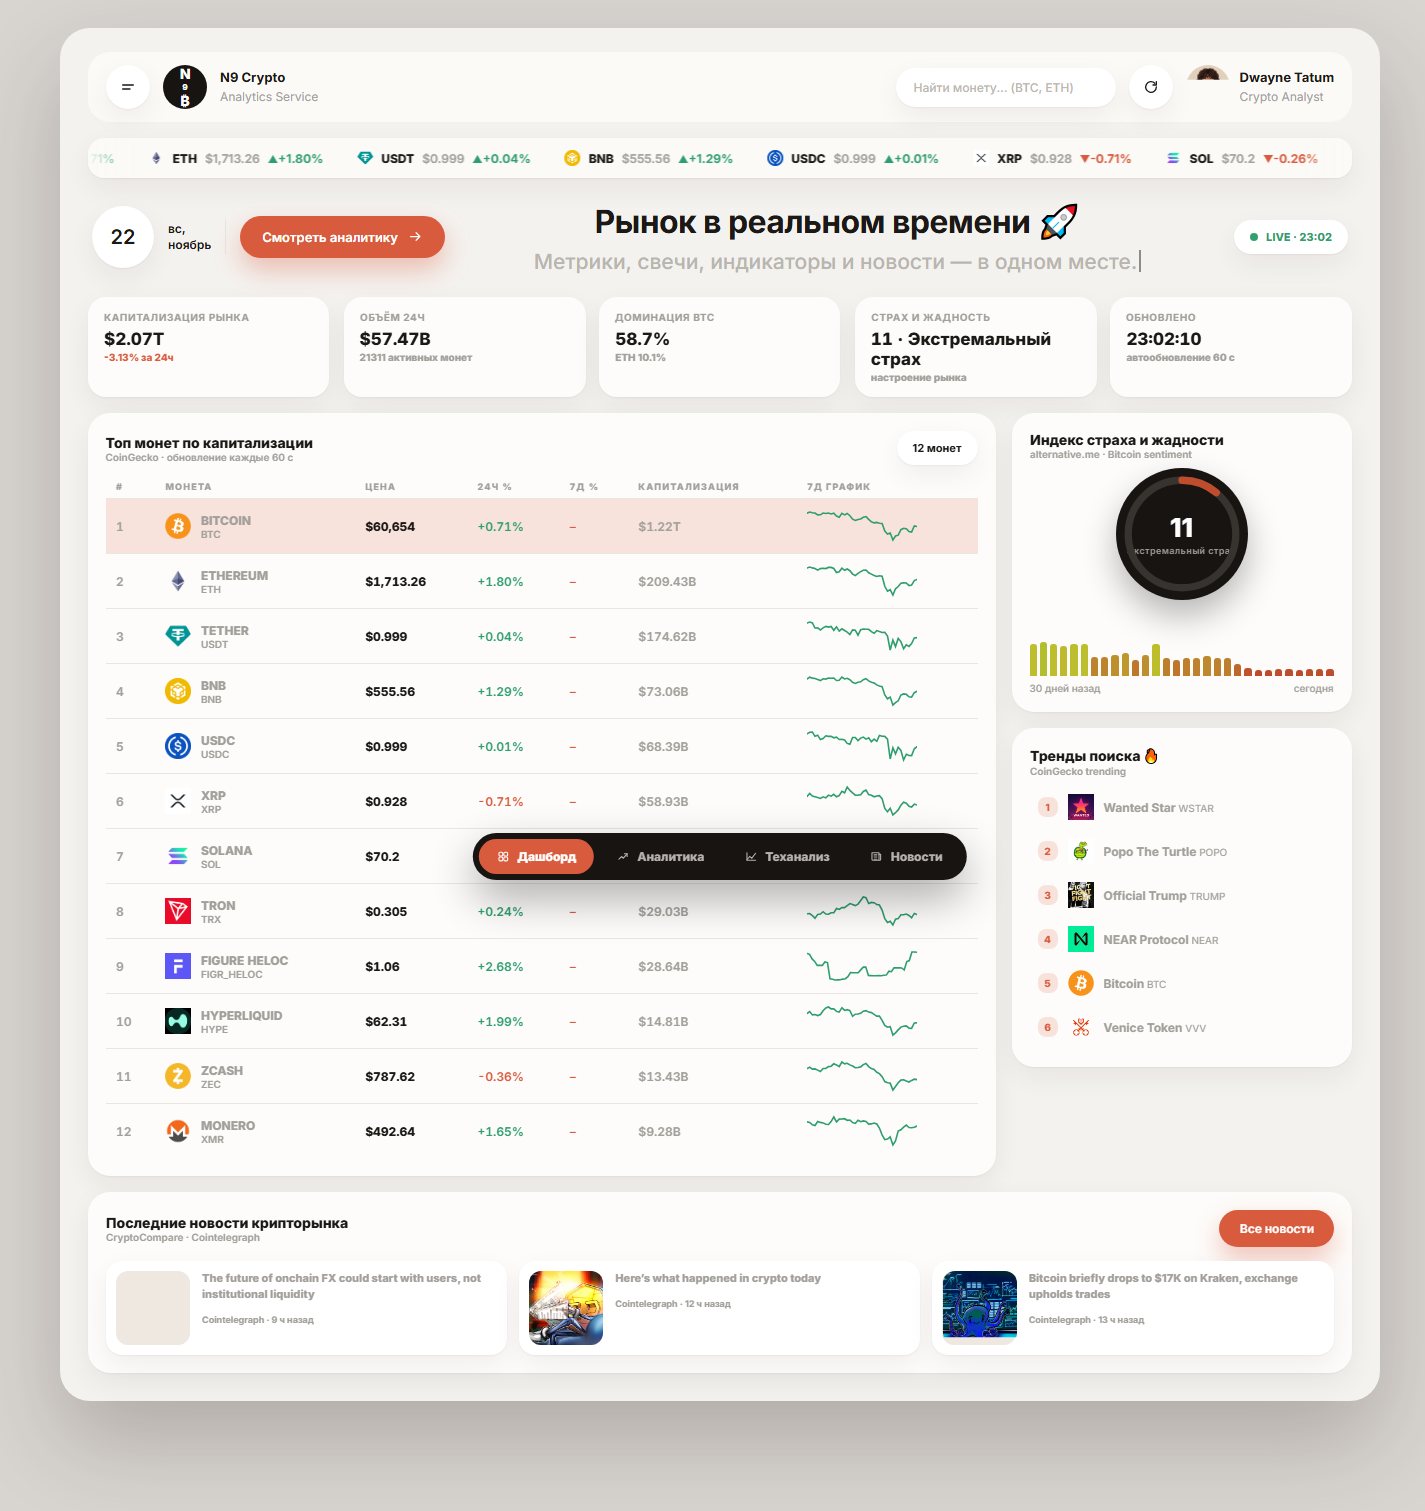 N
9
B
N9 Crypto
Analytics Service
Найти монету... (BTC, ETH)
Dwayne Tatum
Crypto Analyst
71% ETH $1,713.26 ▲+1.80% USDT $0.999 ▲+0.04% BNB $555.56 ▲+1.29% USDC $0.999 ▲+0.01% XRP $0.928 ▼-0.71% SOL $70.2 ▼-0.26%
22
вс,
ноябрь
Смотреть аналитику →
Рынок в реальном времени 🚀
Метрики, свечи, индикаторы и новости — в одном месте.
LIVE · 23:02
КАПИТАЛИЗАЦИЯ РЫНКА
$2.07T
-3.13% за 24ч
ОБЪЁМ 24Ч
$57.47B
21311 активных монет
ДОМИНАЦИЯ BTC
58.7%
ETH 10.1%
СТРАХ И ЖАДНОСТЬ
11 · Экстремальный
страх
настроение рынка
ОБНОВЛЕНО
23:02:10
автообновление 60 с
Топ монет по капитализации
CoinGecko · обновление каждые 60 с
12 монет
# МОНЕТА ЦЕНА 24Ч % 7Д % КАПИТАЛИЗАЦИЯ 7Д ГРАФИК
1 BITCOIN BTC $60,654 +0.71% – $1.22T
2 ETHEREUM ETH $1,713.26 +1.80% – $209.43B
3 TETHER USDT $0.999 +0.04% – $174.62B
4 BNB BNB $555.56 +1.29% – $73.06B
5 USDC USDC $0.999 +0.01% – $68.39B
6 XRP XRP $0.928 -0.71% – $58.93B
7 SOLANA SOL $70.2
Дашборд Аналитика Теханализ Новости
8 TRON TRX $0.305 +0.24% – $29.03B
9 FIGURE HELOC FIGR_HELOC $1.06 +2.68% – $28.64B
10 HYPERLIQUID HYPE $62.31 +1.99% – $14.81B
11 ZCASH ZEC $787.62 -0.36% – $13.43B
12 MONERO XMR $492.64 +1.65% – $9.28B
Индекс страха и жадности
alternative.me · Bitcoin sentiment
11
кстремальный стра
30 дней назад
сегодня
Тренды поиска 🔥
CoinGecko trending
1 Wanted Star WSTAR
2 Popo The Turtle POPO
3 Official Trump TRUMP
4 NEAR Protocol NEAR
5 Bitcoin BTC
6 Venice Token VVV
Последние новости крипторынка
CryptoCompare · Cointelegraph
Все новости
The future of onchain FX could start with users, not
institutional liquidity
Cointelegraph · 9 ч назад
Here's what happened in crypto today
Cointelegraph · 12 ч назад
Bitcoin briefly drops to $17K on Kraken, exchange
upholds trades
Cointelegraph · 13 ч назад